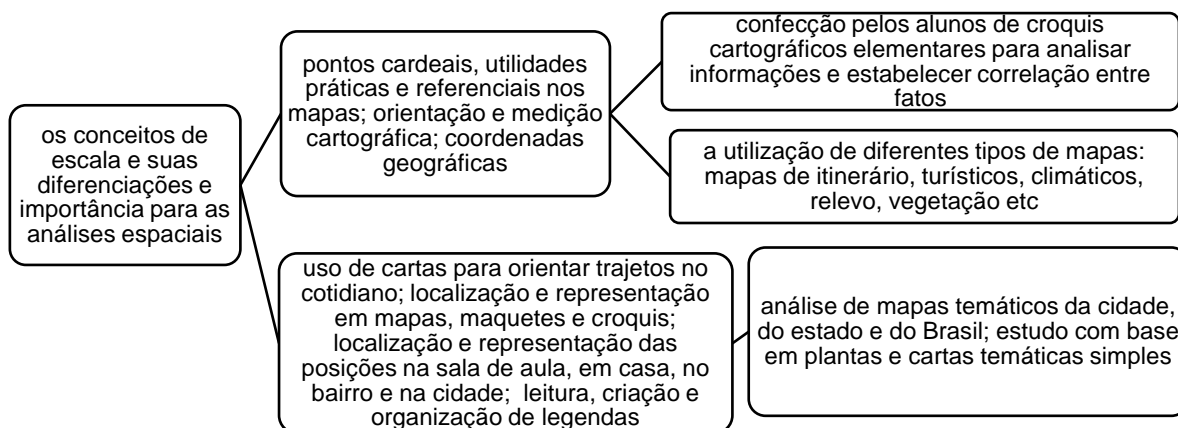 os conceitos de
escala e suas
diferenciações e
importância para as
análises espaciais
pontos cardeais, utilidades
práticas e referenciais nos
mapas; orientação e medição
cartográfica; coordenadas
geográficas
confecção pelos alunos de croquis
cartográficos elementares para analisar
informações e estabelecer correlação entre
fatos
a utilização de diferentes tipos de mapas:
mapas de itinerário, turísticos, climáticos,
relevo, vegetação etc
uso de cartas para orientar trajetos no
cotidiano; localização e representação
em mapas, maquetes e croquis;
localização e representação das
posições na sala de aula, em casa, no
bairro e na cidade; leitura, criação e
organização de legendas
análise de mapas temáticos da cidade,
do estado e do Brasil; estudo com base
em plantas e cartas temáticas simples